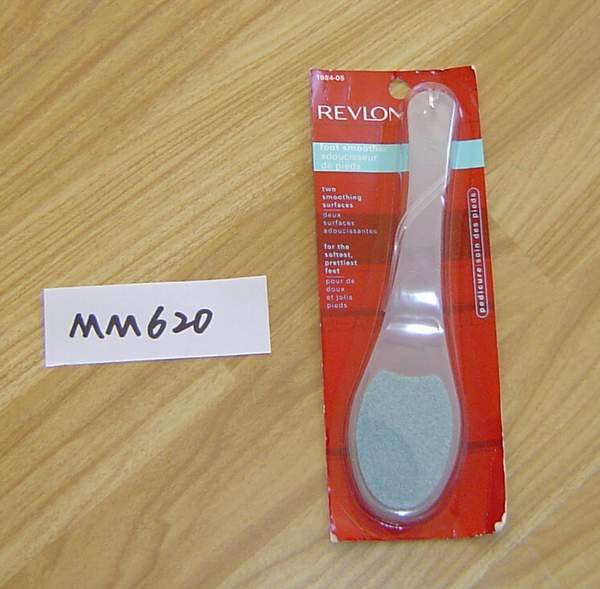 1984-05
REVLON
foot smoother
adoucisseur
de pieds
two
smoothing
surfaces
deux
surfaces
adoucissantes
for the
softest,
prettiest
feet
pour de
doux
et jolis
pieds
pedicure/soin des pieds
MM620